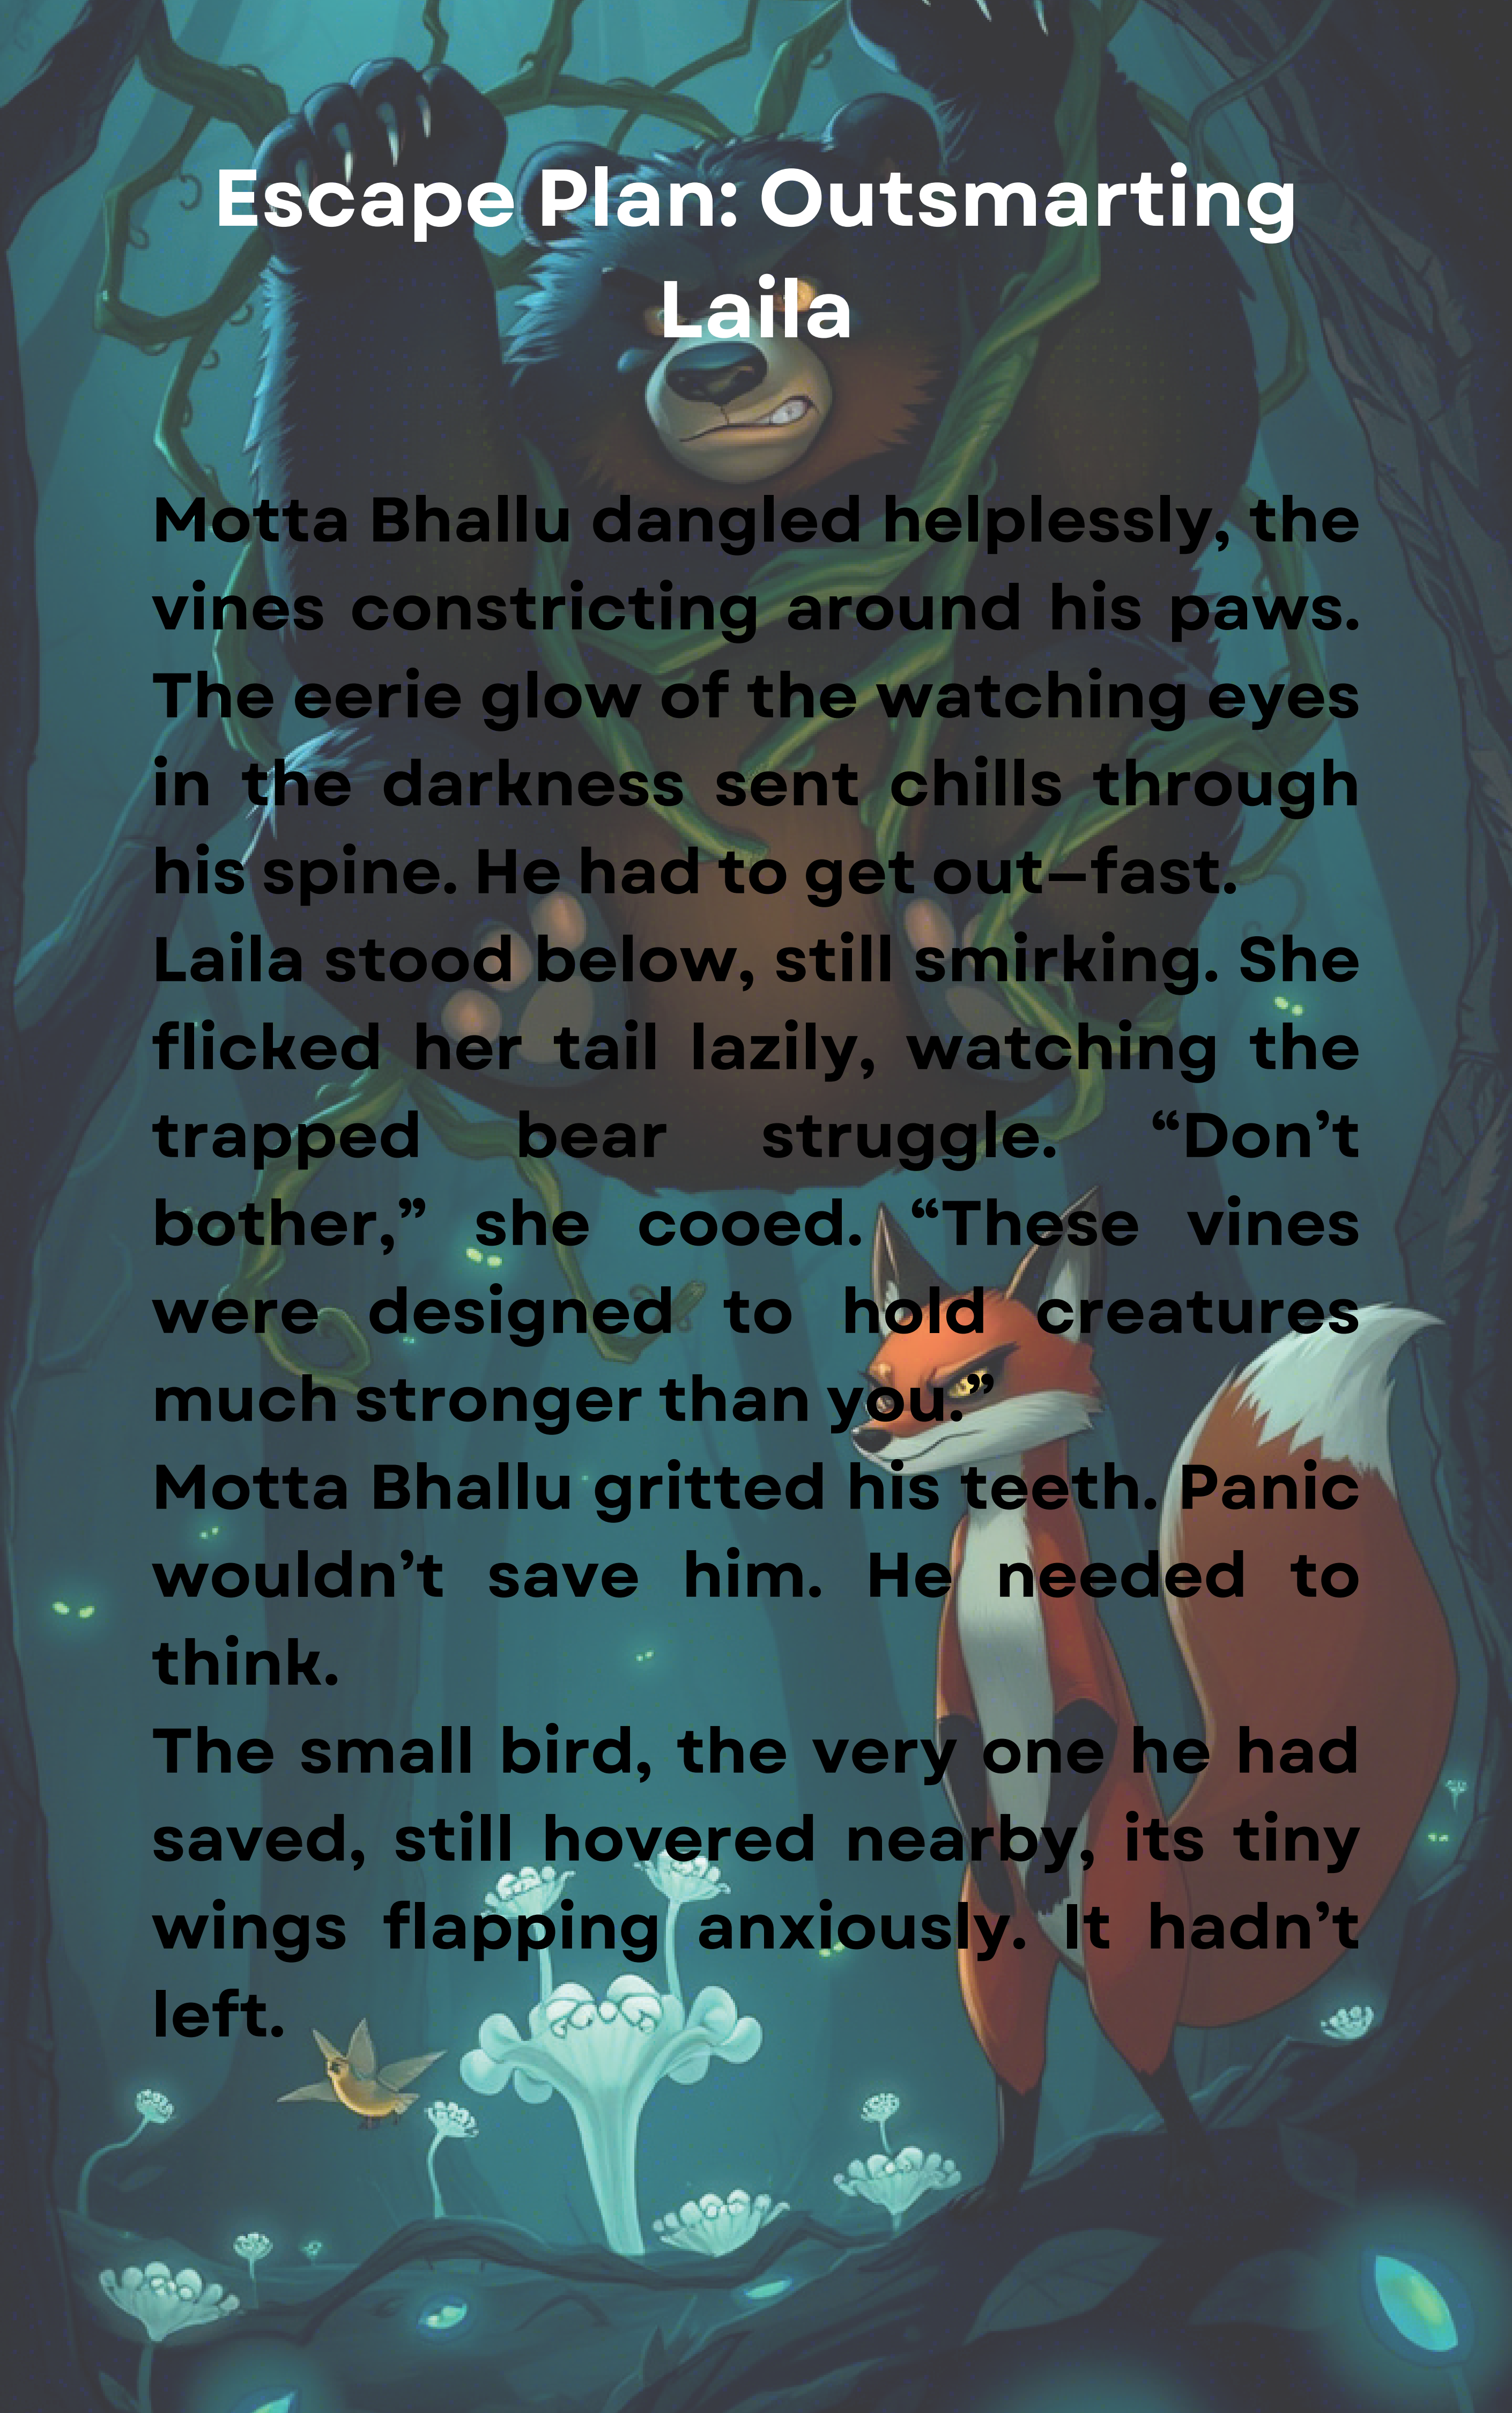 Escape Plan: Outsmarting
Laila
Motta Bhallu dangled helplessly, the
vines constricting around his paws.
The eerie glow of the watching eyes
in the darkness sent chills through
his spine. He had to get out—fast.
Laila stood below, still smirking. She
flicked her tail lazily, watching the
trapped bear struggle. “Don’t
bother,” she cooed. “These vines
were designed to hold creatures
much stronger than you.”
Motta Bhallu gritted his teeth. Panic
wouldn’t save him. He needed to
think.
The small bird, the very one he had
saved, still hovered nearby, its tiny
wings flapping anxiously. It hadn’t
left.